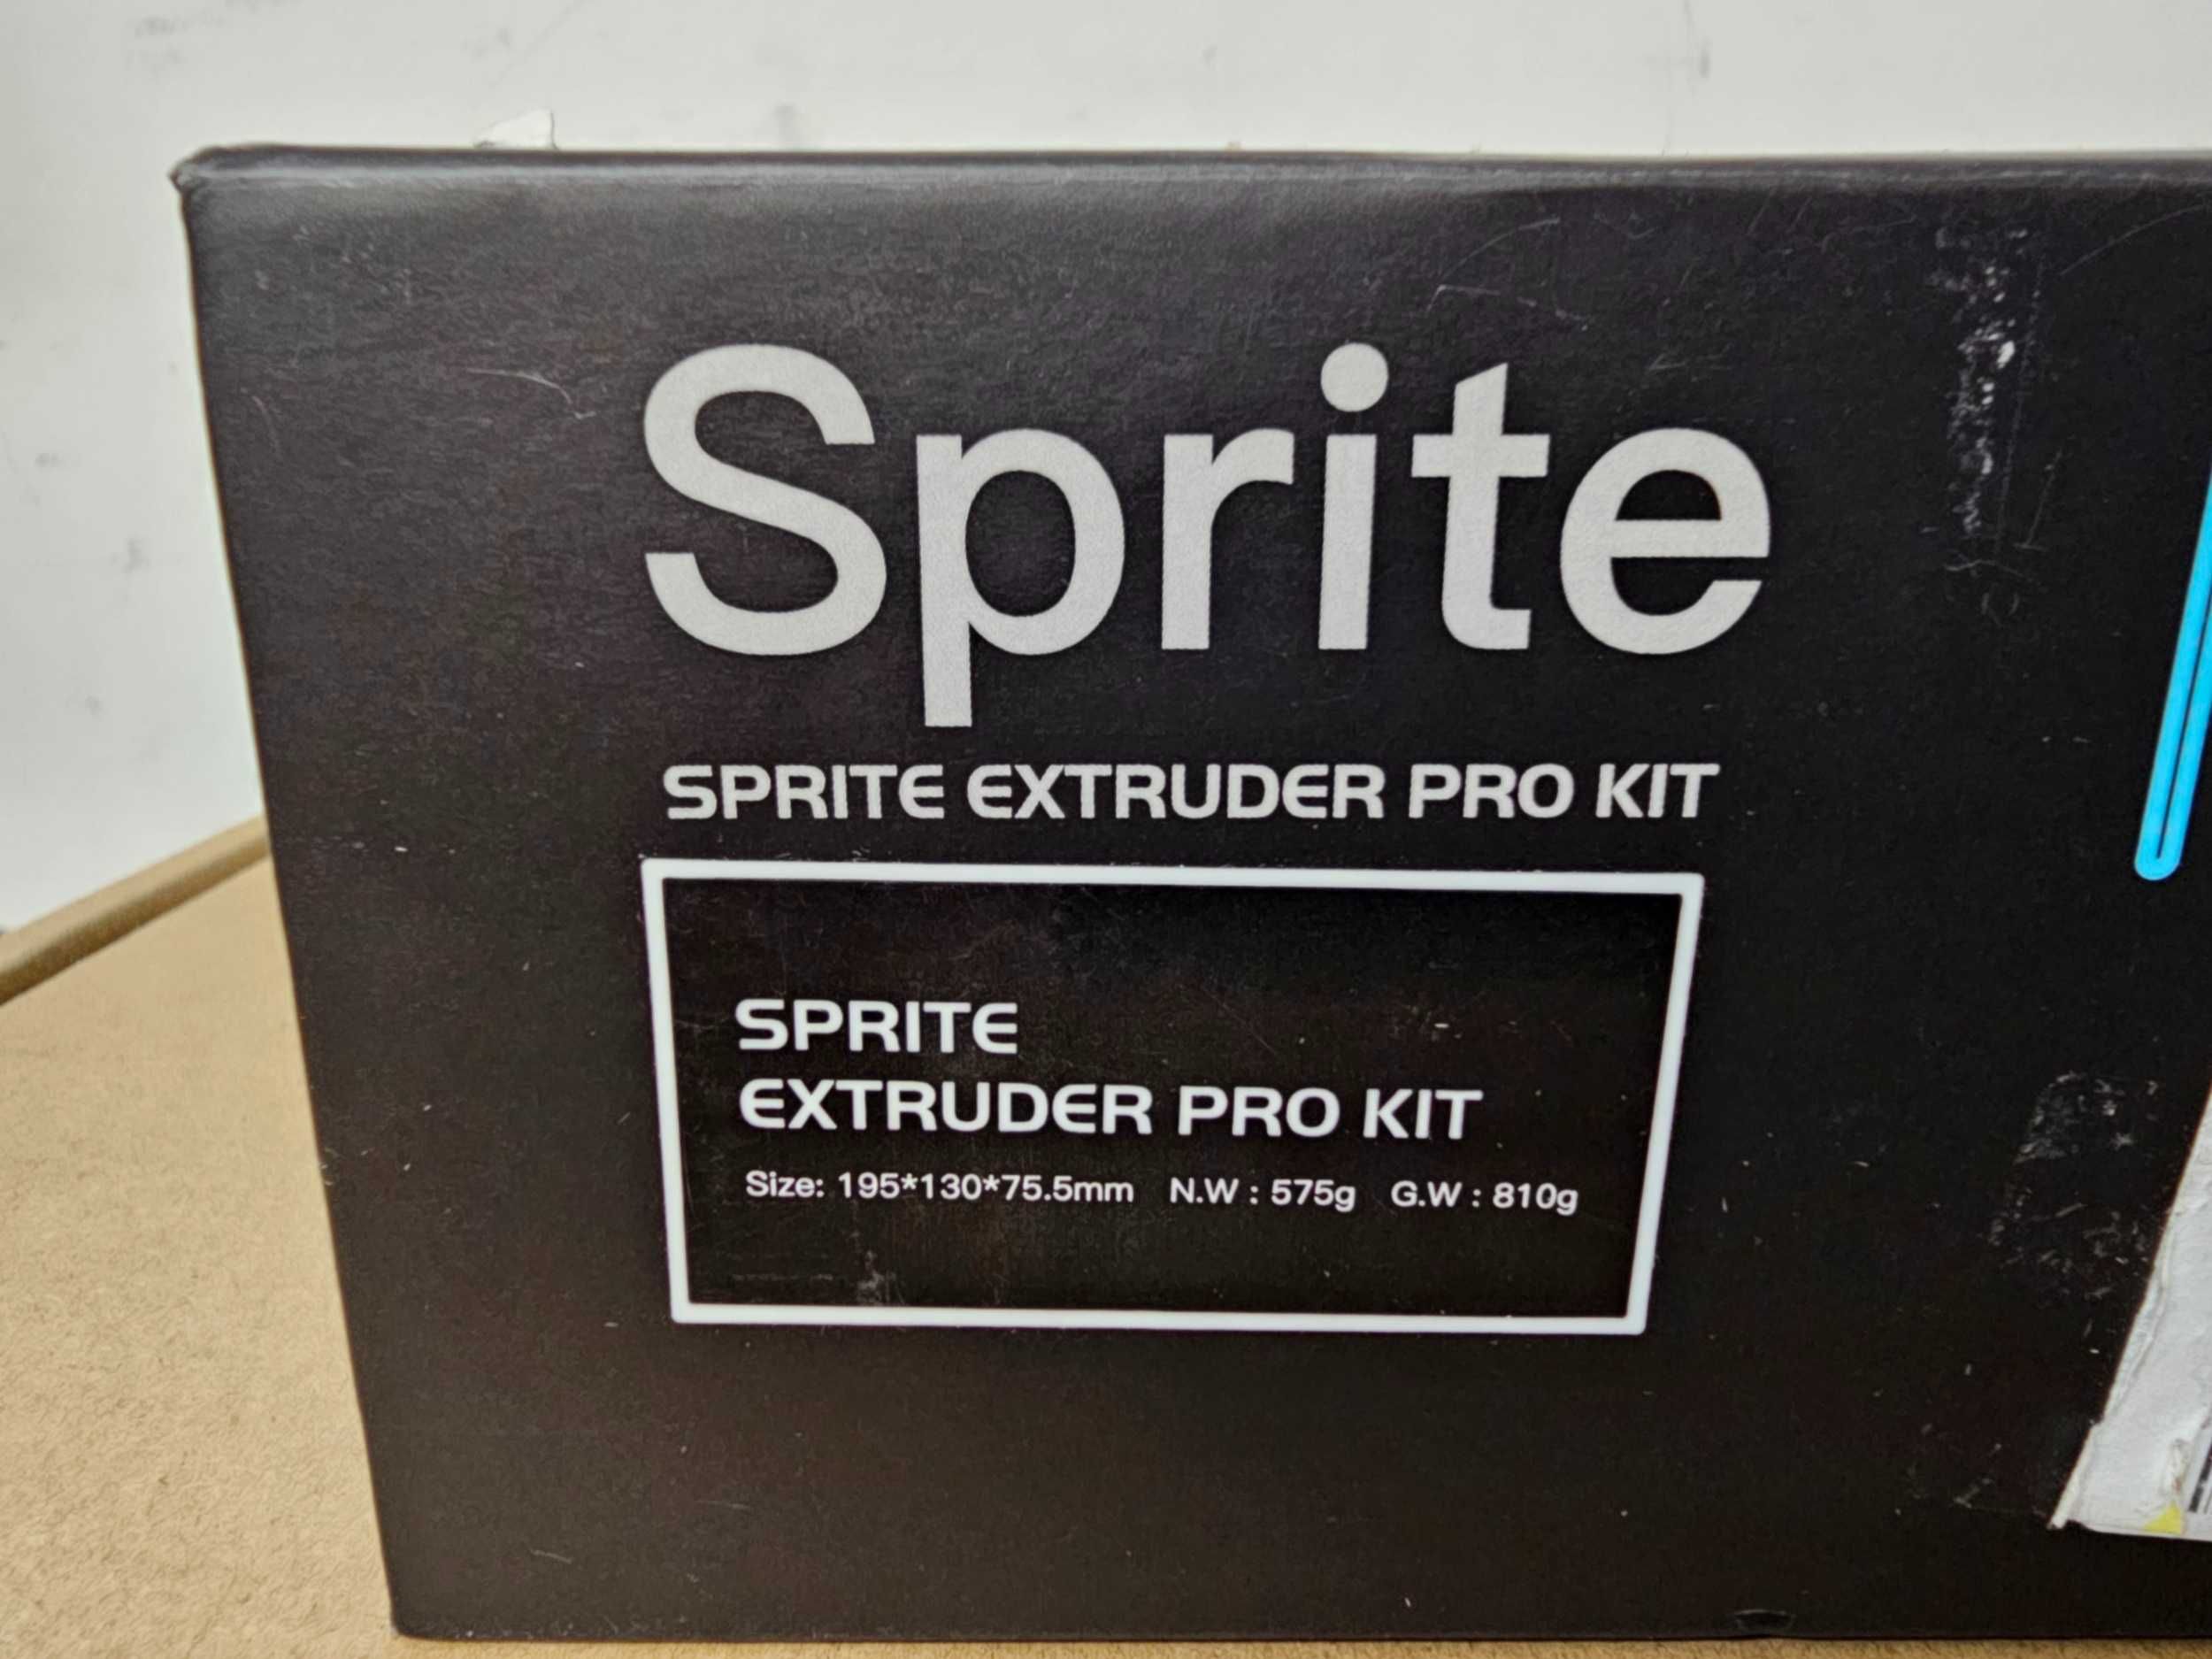 Sprite
SPRITE EXTRUDER PRO KIT
SPRITE
EXTRUDER PRO KIT
Size: 195*130*75.5mm N.W : 575g G.W : 810g